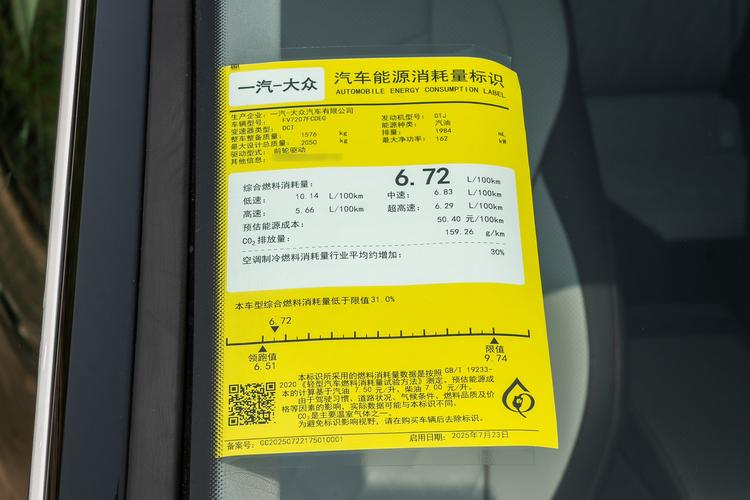 一汽-大众
汽车能源消耗量标识
AUTOMOBILE ENERGY CONSUMPTION LABEL
生产企业: 一汽-大众汽车有限公司
车辆型号: FV7207FCDEG 发动机型号: DTJ
变速器类型: DCT 能源种类: 汽油
整车整备质量: 1576 kg 排量: 1984 mL
最大设计总质量: 2050 kg 最大净功率: 162 kW
驱动型式: 前轮驱动
其他信息:
综合燃料消耗量: 6.72 L/100km
低速: 10.14 L/100km 中速: 6.83 L/100km
高速: 5.66 L/100km 超高速: 6.29 L/100km
预估能源成本: 50.40 元/100km
CO₂排放量: 159.26 g/km
空调制冷燃料消耗量行业平均约增加: 30%
本车型综合燃料消耗量低于限值31.0%
6.72
领跑值 限值
6.51 9.74
本标识所采用的燃料消耗量数据是按照 GB/T 19233-
2020《轻型汽车燃料消耗量试验方法》测定。预估能源成
本的计算基于汽油 7.50 元/升、柴油 7.00 元/升。
由于驾驶习惯、道路状况、气候条件、燃料品质及价
格等因素的影响,实际数据可能与本标识不同。
CO₂是主要温室气体之一。
为避免标识影响视野,请在购买车辆后去除标识。
备案号: GG20250722175010001 启用日期: 2025年7月23日